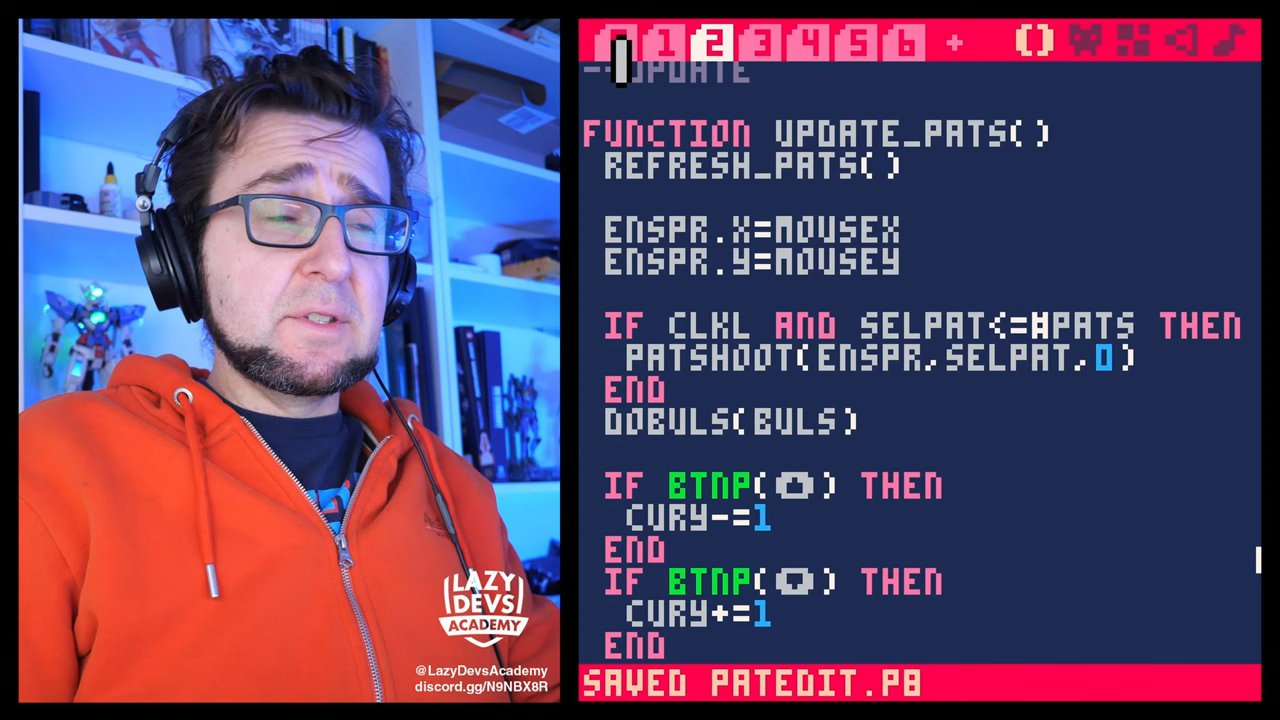 0 1 2 3 4 5 6 + ()
--UPDATE
FUNCTION UPDATE_PATS()
REFRESH_PATS()
ENSPR.X=MOUSEX
ENSPR.Y=MOUSEY
IF CLKL AND SELPAT<=#PATS THEN
PATSHOOT(ENSPR,SELPAT,0)
END
DOBULS(BULS)
IF BTNP(⬆️) THEN
CURY-=1
END
IF BTNP(⬇️) THEN
CURY+=1
END
SAVED PATEDIT.P8
LAZY
DEVS
ACADEMY
@LazyDevsAcademy
discord.gg/N9NBX8R